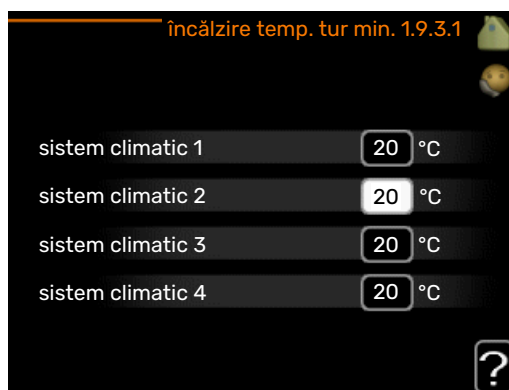 încălzire temp. tur min. 1.9.3.1
sistem climatic 1 20 °C
sistem climatic 2 20 °C
sistem climatic 3 20 °C
sistem climatic 4 20 °C
?